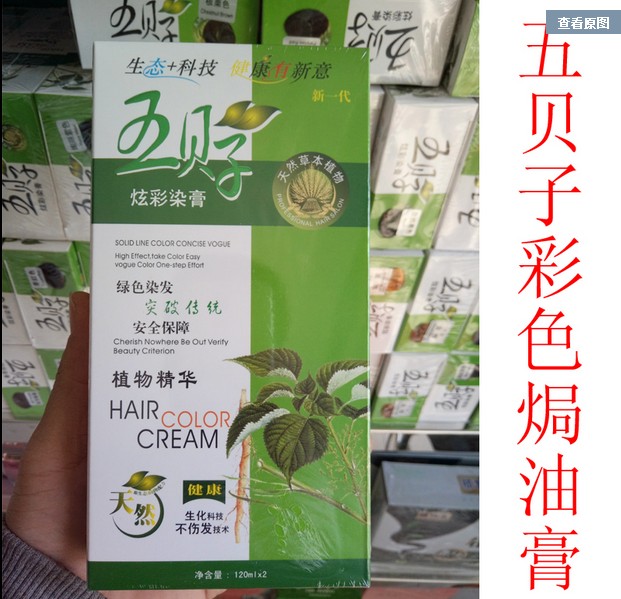 查看原图
生态+科技 健康有新意
新一代
五贝子
炫彩染膏
天然草本植物
PROFESSIONAL HAIR SALON
SOLID LINE COLOR CONCISE VOGUE
High Effect,take Color Easy
vogue Color One-step Effort
绿色染发
突破传统
安全保障
Cherish Nowhere Be Out Verify
Beauty Criterion
植物精华
HAIR COLOR
CREAM
天然
健康
生化科技
不伤发技术
净含量：120mlx2
五贝子彩色焗油膏